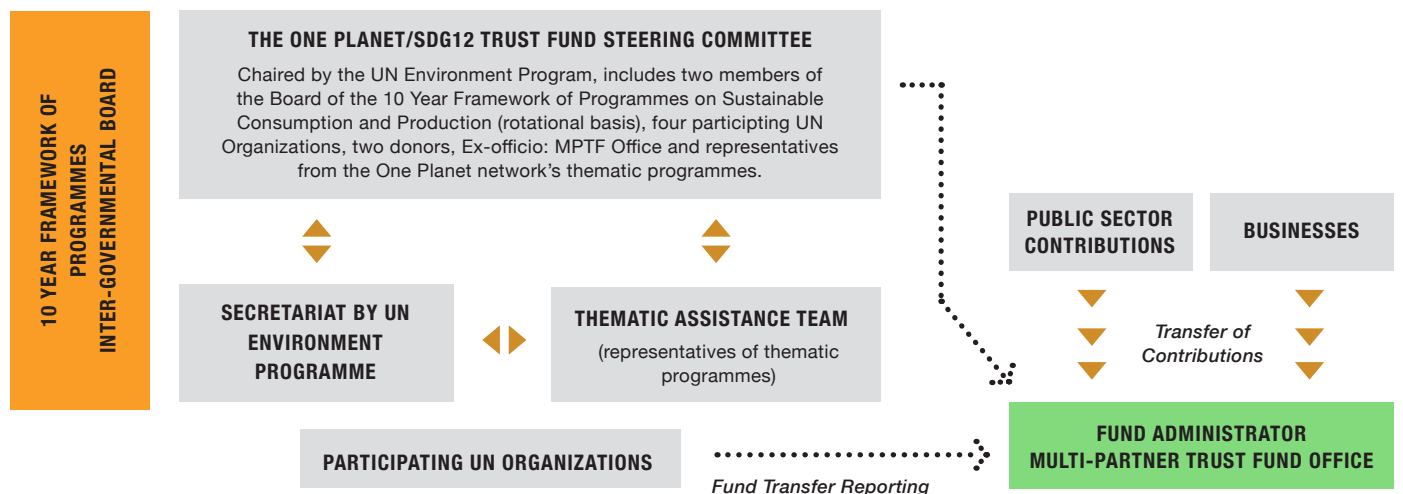 10 YEAR FRAMEWORK OF
PROGRAMMES
INTER-GOVERNMENTAL BOARD
THE ONE PLANET/SDG12 TRUST FUND STEERING COMMITTEE
Chaired by the UN Environment Program, includes two members of
the Board of the 10 Year Framework of Programmes on Sustainable
Consumption and Production (rotational basis), four participting UN
Organizations, two donors, Ex-officio: MPTF Office and representatives
from the One Planet network’s thematic programmes.
SECRETARIAT BY UN
ENVIRONMENT
PROGRAMME
THEMATIC ASSISTANCE TEAM
(representatives of thematic
programmes)
PARTICIPATING UN ORGANIZATIONS
Fund Transfer Reporting
PUBLIC SECTOR
CONTRIBUTIONS
BUSINESSES
Transfer of
Contributions
FUND ADMINISTRATOR
MULTI-PARTNER TRUST FUND OFFICE